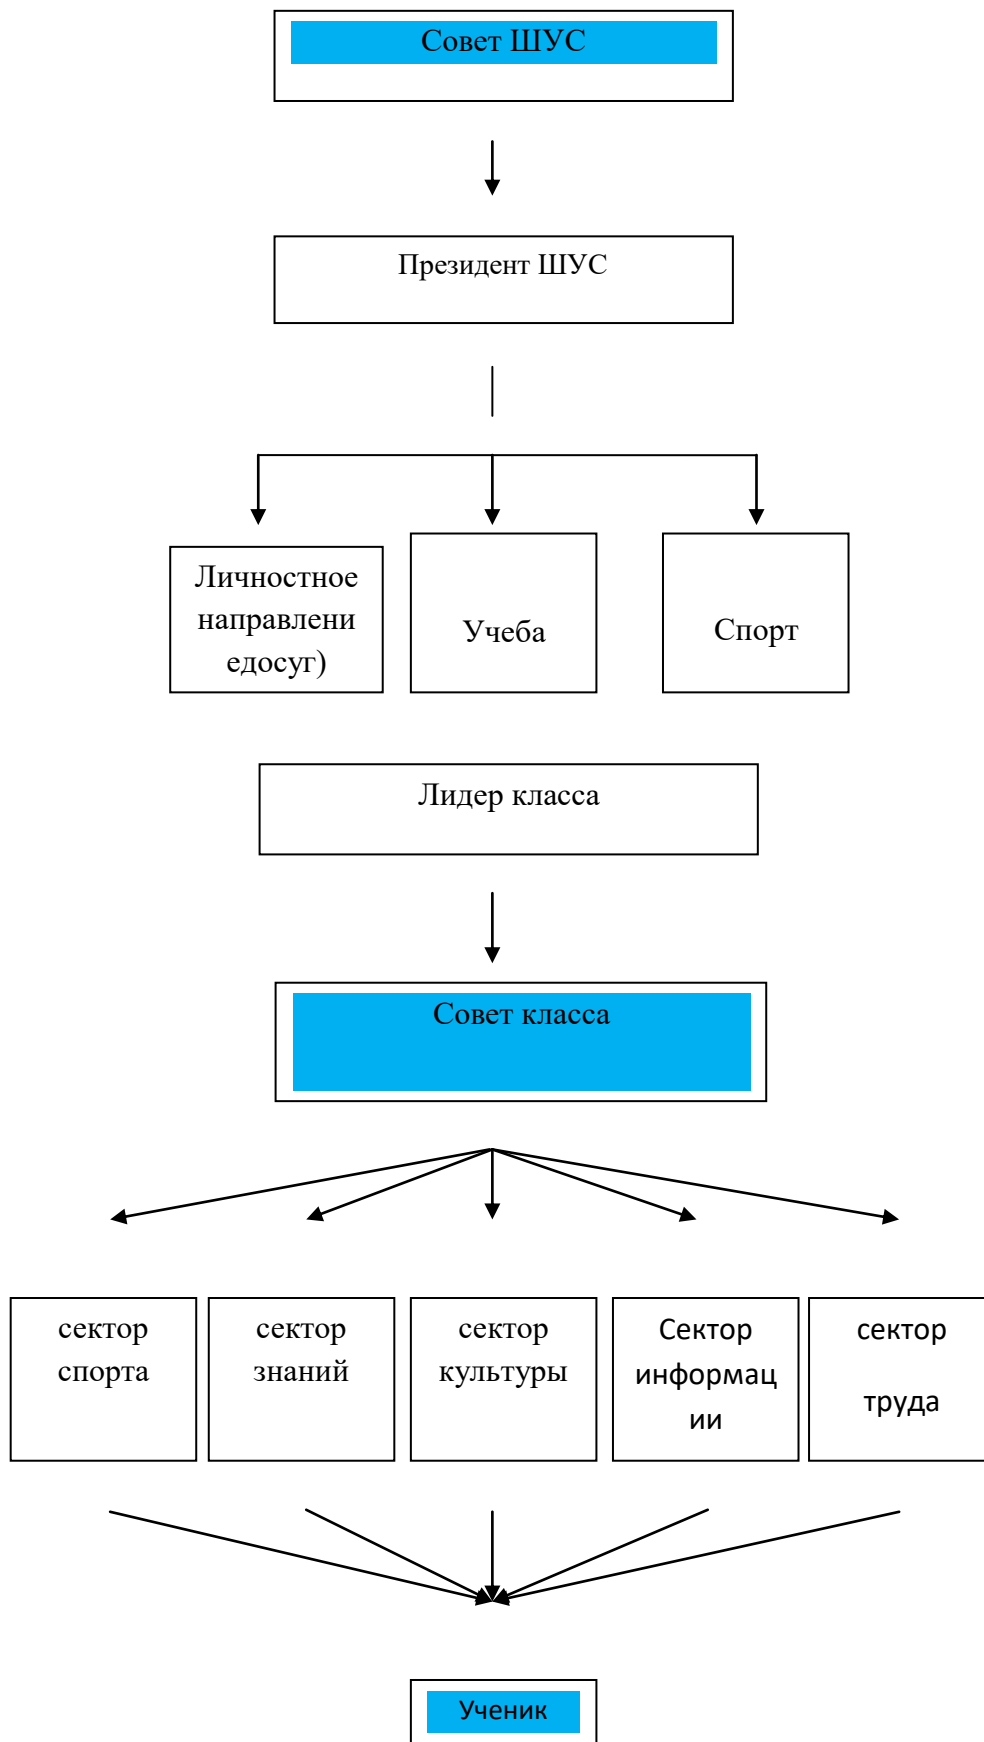 Совет ШУС
Президент ШУС
Личностное
направлени
едосуг)
Учеба
Спорт
Лидер класса
Совет класса
сектор
спорта
сектор
знаний
сектор
культуры
Сектор
информац
ии
сектор
труда
Ученик